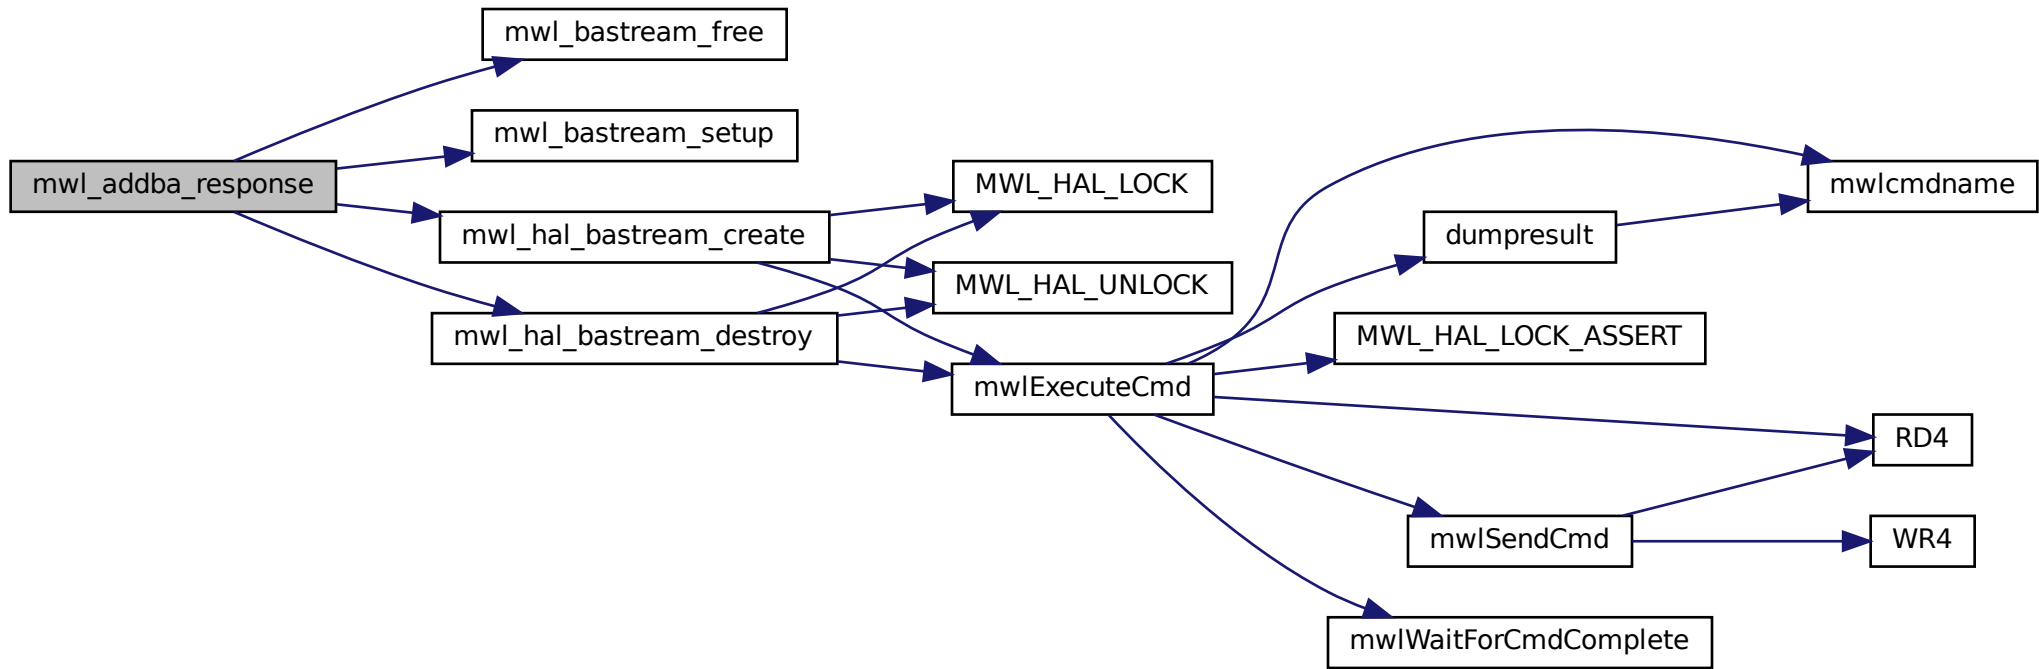 mwl_bastream_free
mwl_bastream_setup
mwl_addba_response
MWL_HAL_LOCK
mwlcmdname
mwl_hal_bastream_create
dumpresult
MWL_HAL_UNLOCK
mwl_hal_bastream_destroy
MWL_HAL_LOCK_ASSERT
mwlExecuteCmd
RD4
mwlSendCmd
WR4
mwlWaitForCmdComplete